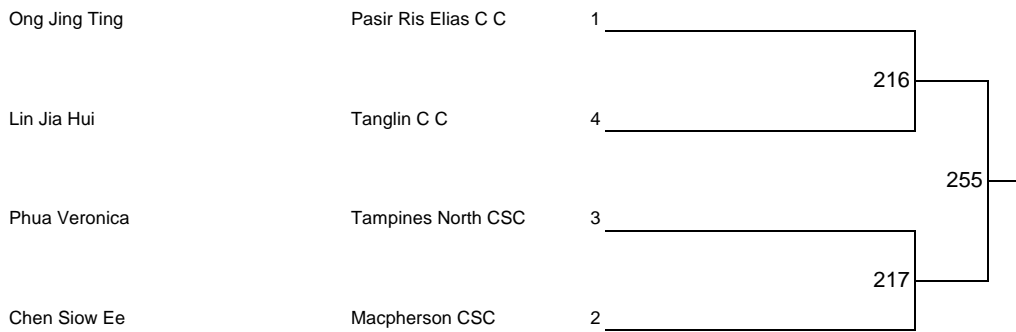 Ong Jing Ting Pasir Ris Elias C C 1
216
Lin Jia Hui Tanglin C C 4
255
Phua Veronica Tampines North CSC 3
217
Chen Siow Ee Macpherson CSC 2